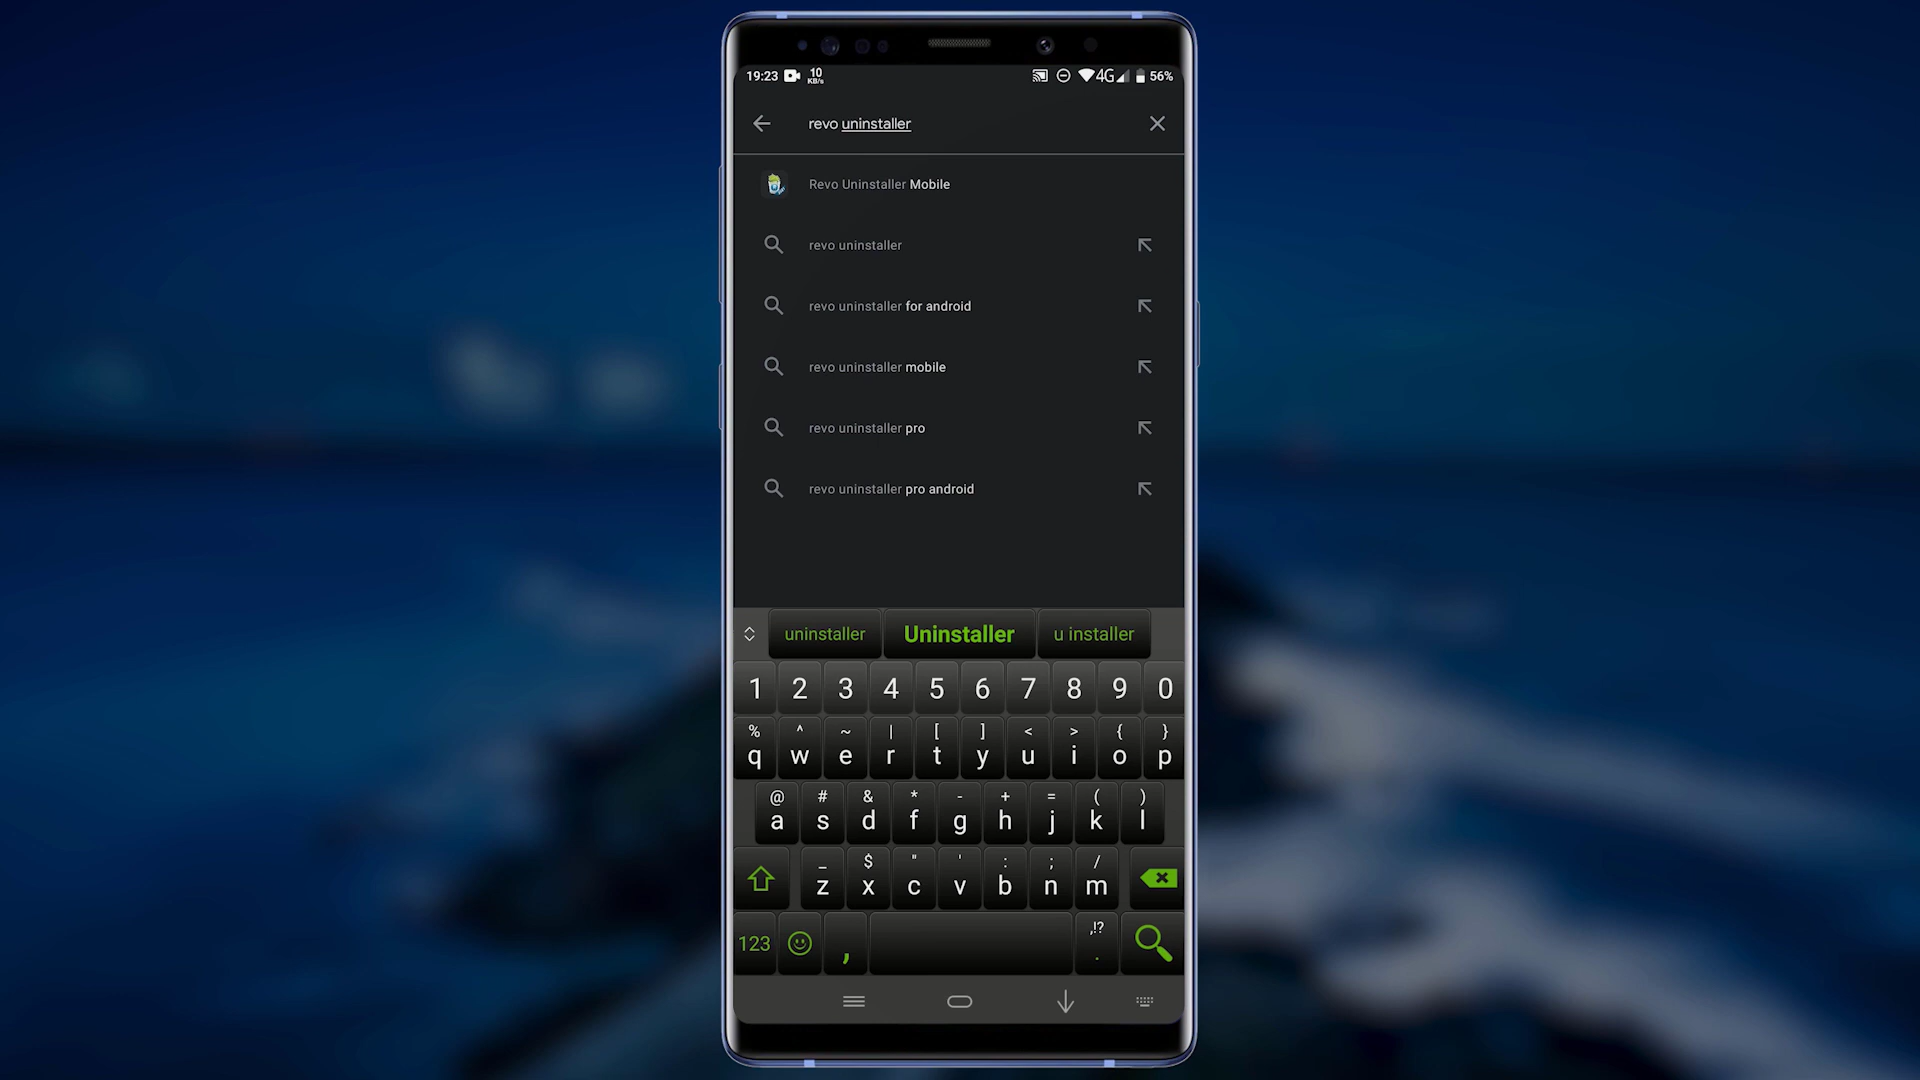 19:23 10 KB/s 4G 56%
revo uninstaller
Revo Uninstaller Mobile
revo uninstaller
revo uninstaller for android
revo uninstaller mobile
revo uninstaller pro
revo uninstaller pro android
uninstaller Uninstaller u installer
1 2 3 4 5 6 7 8 9 0
% ^ ~ | [ ] < > { }
q w e r t y u i o p
@ # & * - + = ( )
a s d f g h j k l
_ $ " ' : ; /
z x c v b n m
,!?
123 , .